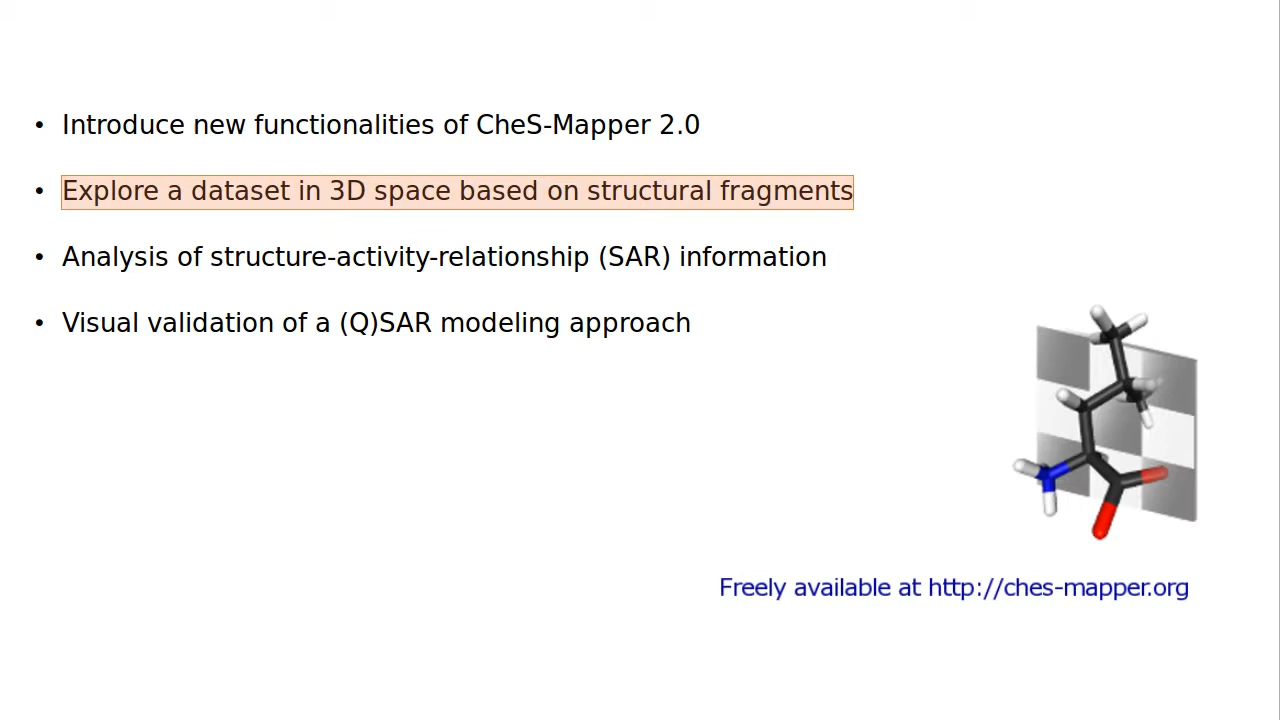 • Introduce new functionalities of CheS-Mapper 2.0
• Explore a dataset in 3D space based on structural fragments
• Analysis of structure-activity-relationship (SAR) information
• Visual validation of a (Q)SAR modeling approach
Freely available at http://ches-mapper.org